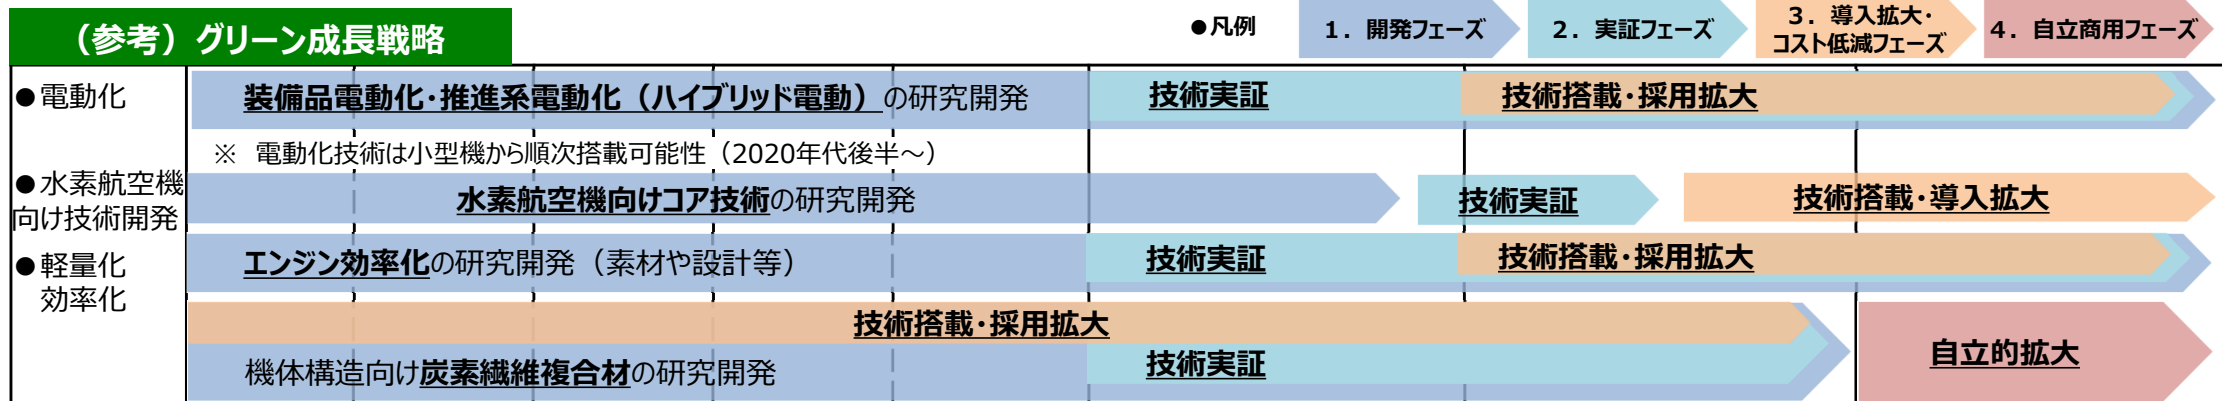 （参考）グリーン成長戦略
●凡例
1．開発フェーズ
2．実証フェーズ
3．導入拡大・
コスト低減フェーズ
4．自立商用フェーズ
●電動化
装備品電動化・推進系電動化（ハイブリッド電動）の研究開発
技術実証
技術搭載・採用拡大
※ 電動化技術は小型機から順次搭載可能性（2020年代後半～）
●水素航空機
向け技術開発
水素航空機向けコア技術の研究開発
技術実証
技術搭載・導入拡大
●軽量化
効率化
エンジン効率化の研究開発（素材や設計等）
技術実証
技術搭載・採用拡大
技術搭載・採用拡大
機体構造向け炭素繊維複合材の研究開発
技術実証
自立的拡大